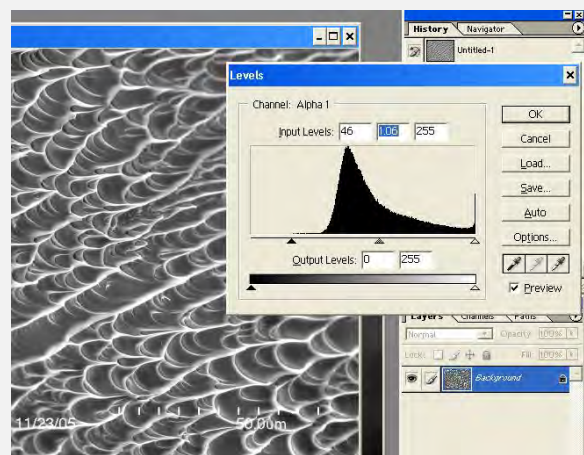 History Navigator
Untitled-1
Levels
Channel: Alpha 1
Input Levels: 46 1.06 255
Output Levels: 0 255
OK
Cancel
Load...
Save...
Auto
Options...
Preview
Layers Channels Paths
Normal Opacity: 100%
Lock: Fill: 100%
Background
11/23/05 50.0um